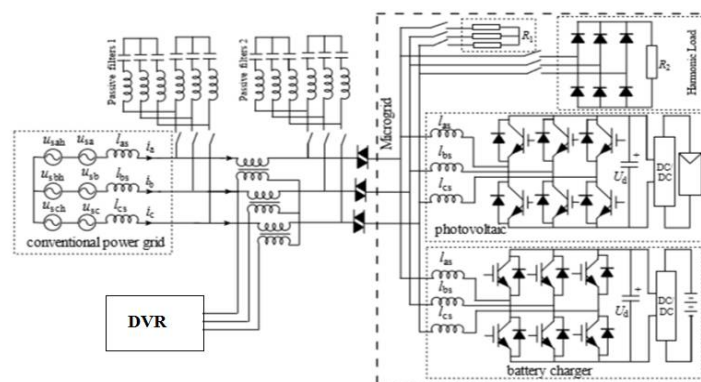 Passive filters 1
Passive filters 2
Microgrid
R1
Harmonic Load
R2
usah
usa
las
ia
usbh
usb
lbs
ib
usch
usc
lcs
ic
conventional power grid
las
lbs
lcs
Ud
DC/
DC
photovoltaic
DVR
las
lbs
lcs
Ud
DC/
DC
battery charger